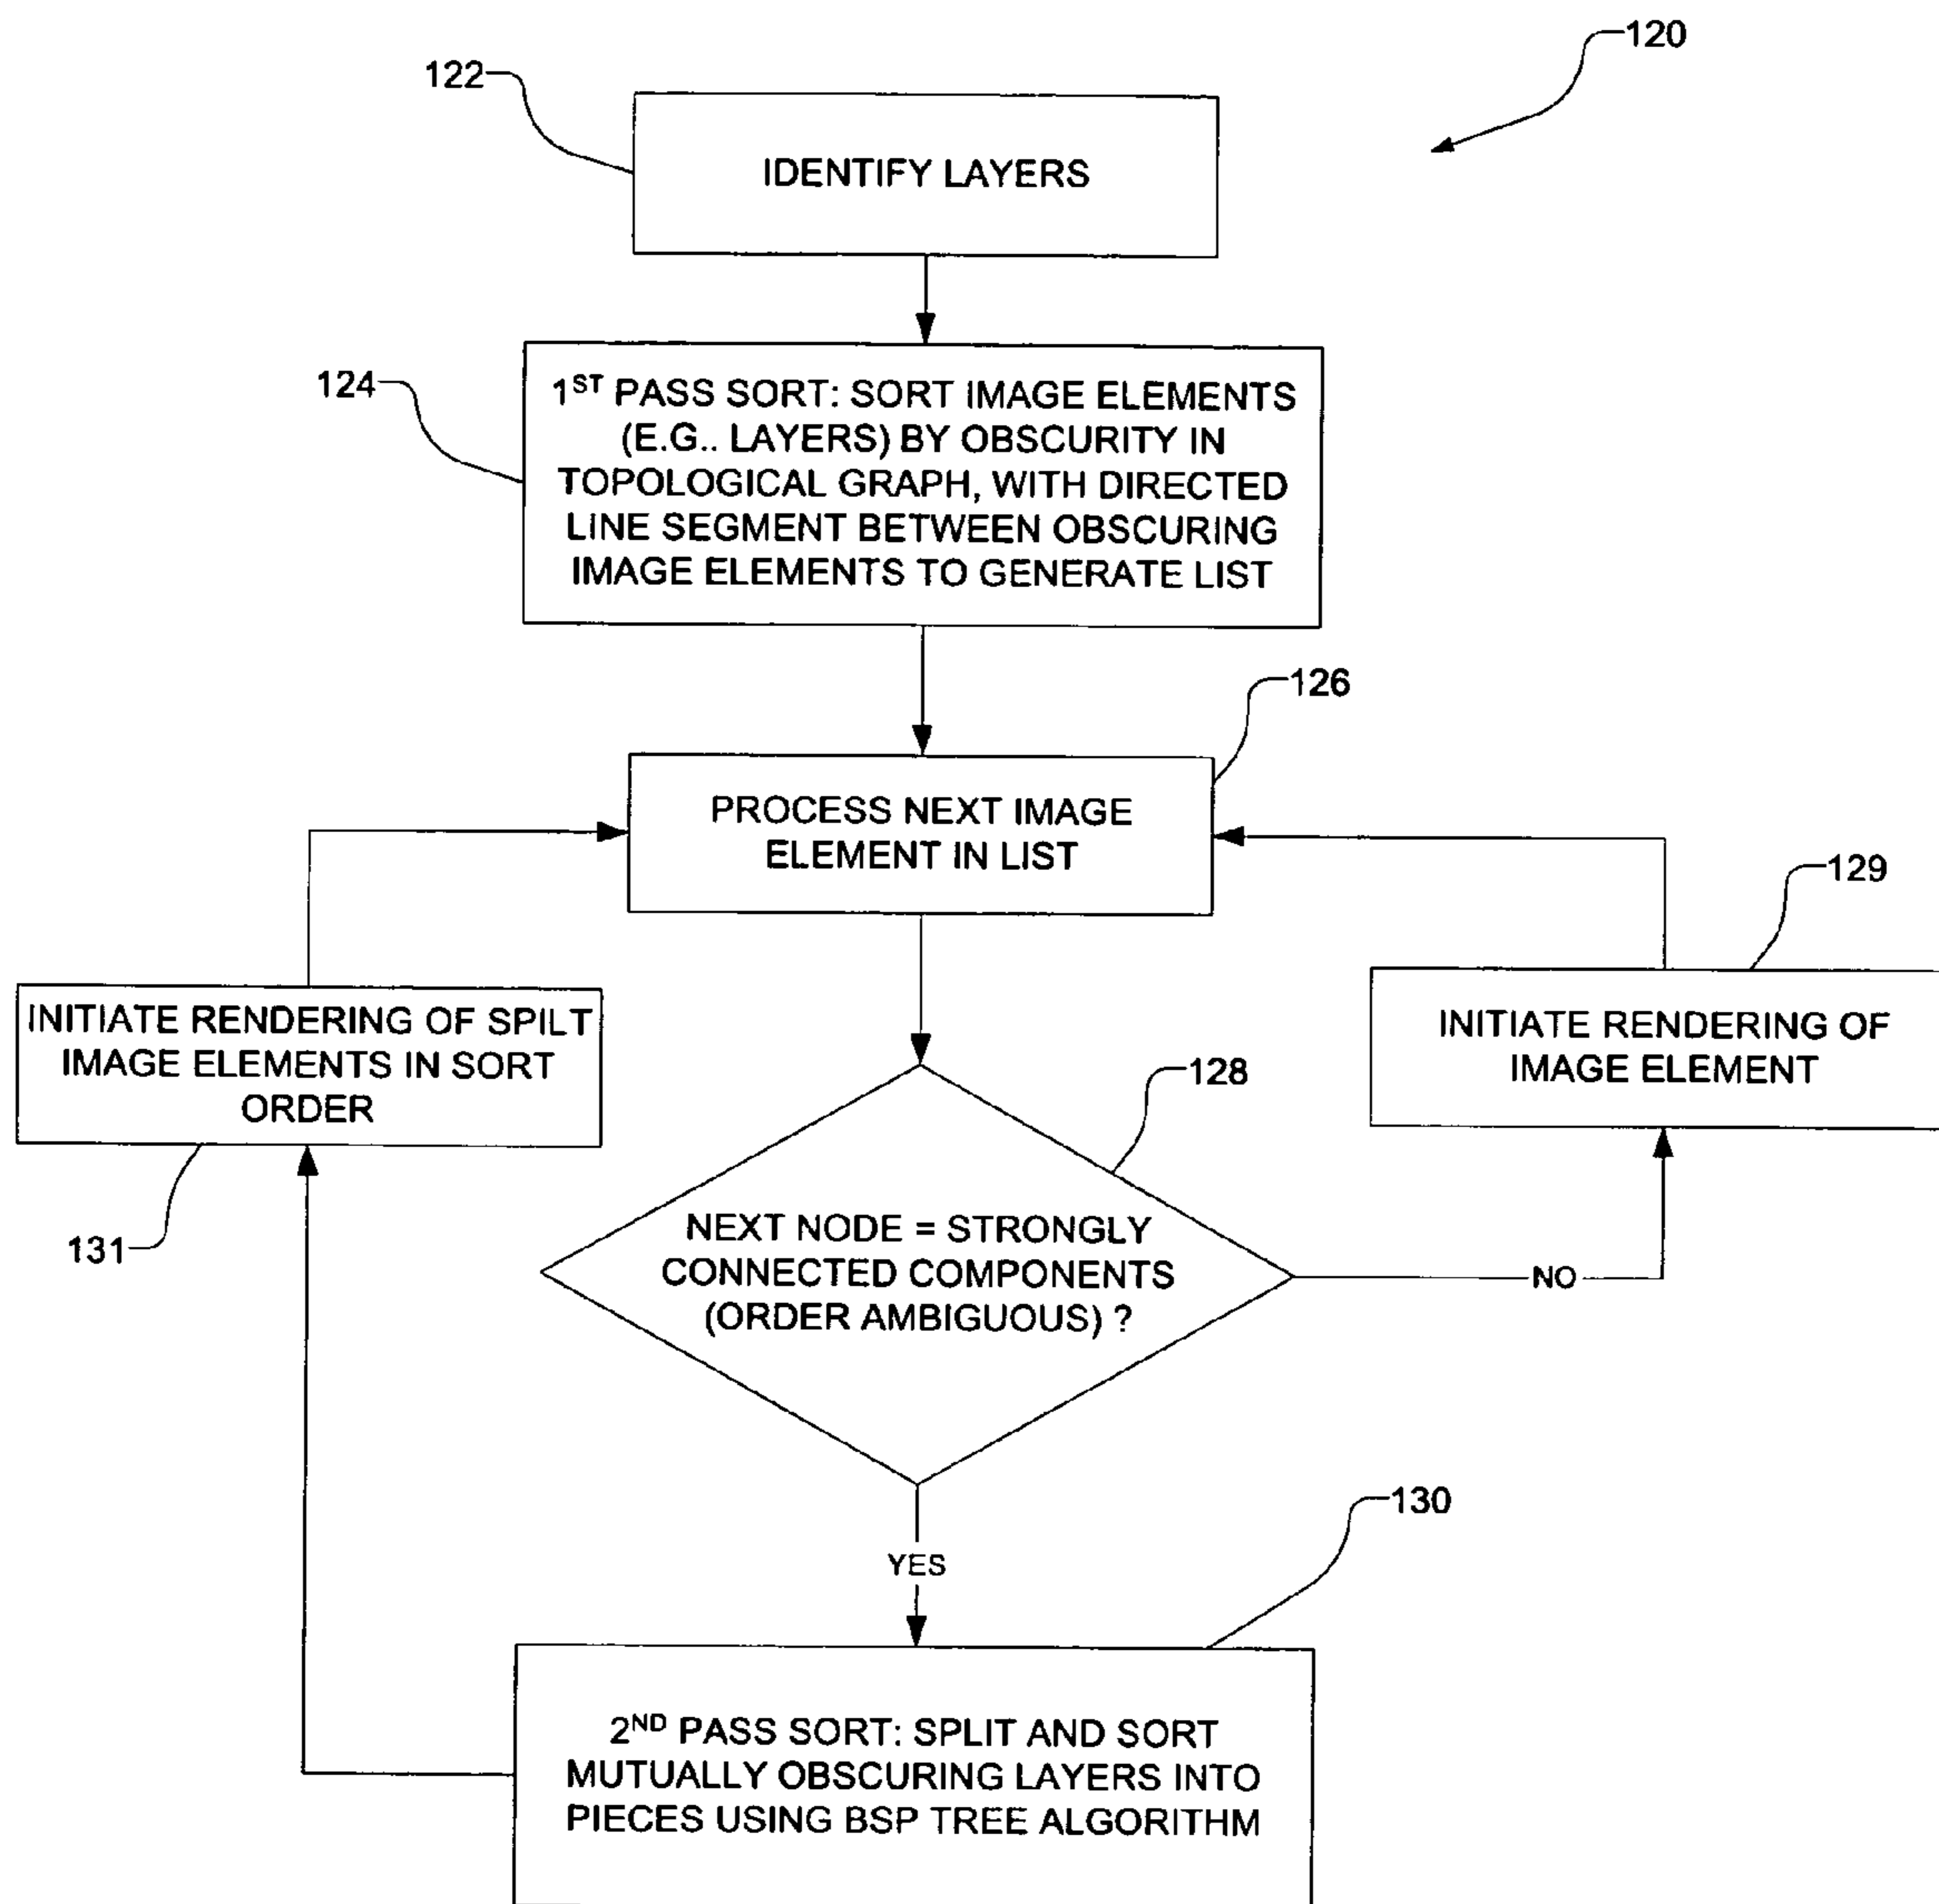 120
122
IDENTIFY LAYERS
124
1ST PASS SORT: SORT IMAGE ELEMENTS
(E.G.. LAYERS) BY OBSCURITY IN
TOPOLOGICAL GRAPH, WITH DIRECTED
LINE SEGMENT BETWEEN OBSCURING
IMAGE ELEMENTS TO GENERATE LIST
126
PROCESS NEXT IMAGE
ELEMENT IN LIST
129
INITIATE RENDERING OF SPILT
IMAGE ELEMENTS IN SORT
ORDER
INITIATE RENDERING OF
IMAGE ELEMENT
128
131
NEXT NODE = STRONGLY
CONNECTED COMPONENTS
(ORDER AMBIGUOUS) ?
NO
YES
130
2ND PASS SORT: SPLIT AND SORT
MUTUALLY OBSCURING LAYERS INTO
PIECES USING BSP TREE ALGORITHM